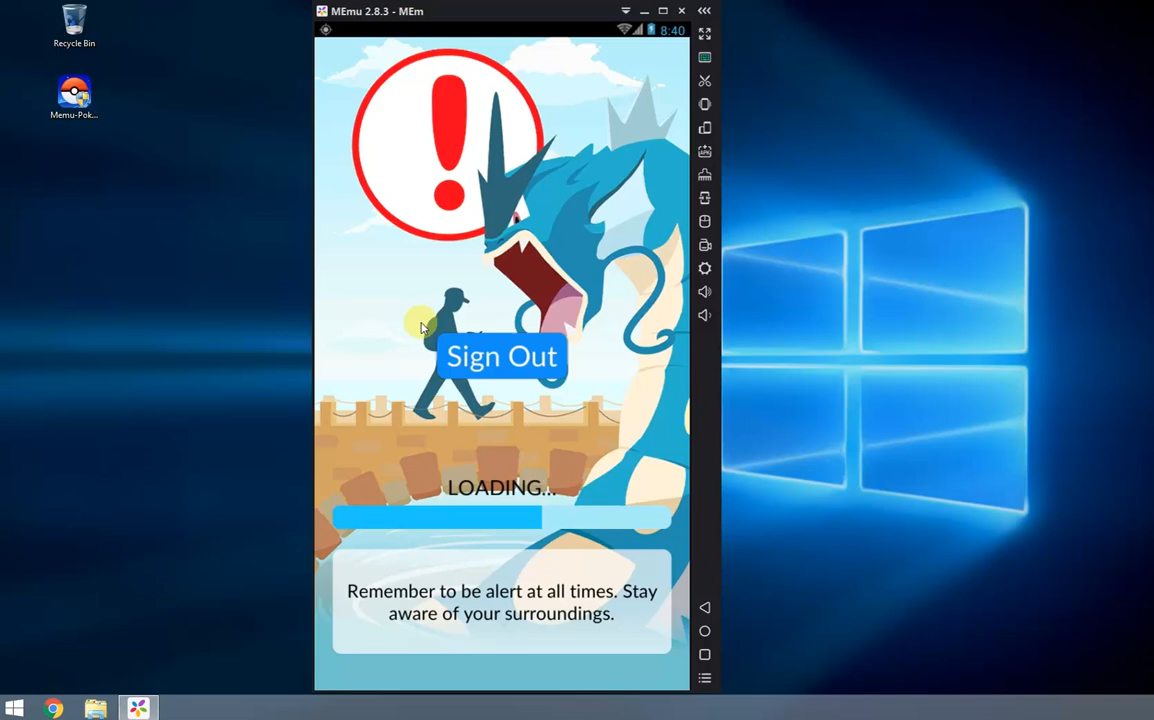 MEmu 2.8.3 - MEm
Recycle Bin
8:40
Memu-Pok...
!
Sign Out
LOADING...
Remember to be alert at all times. Stay
aware of your surroundings.